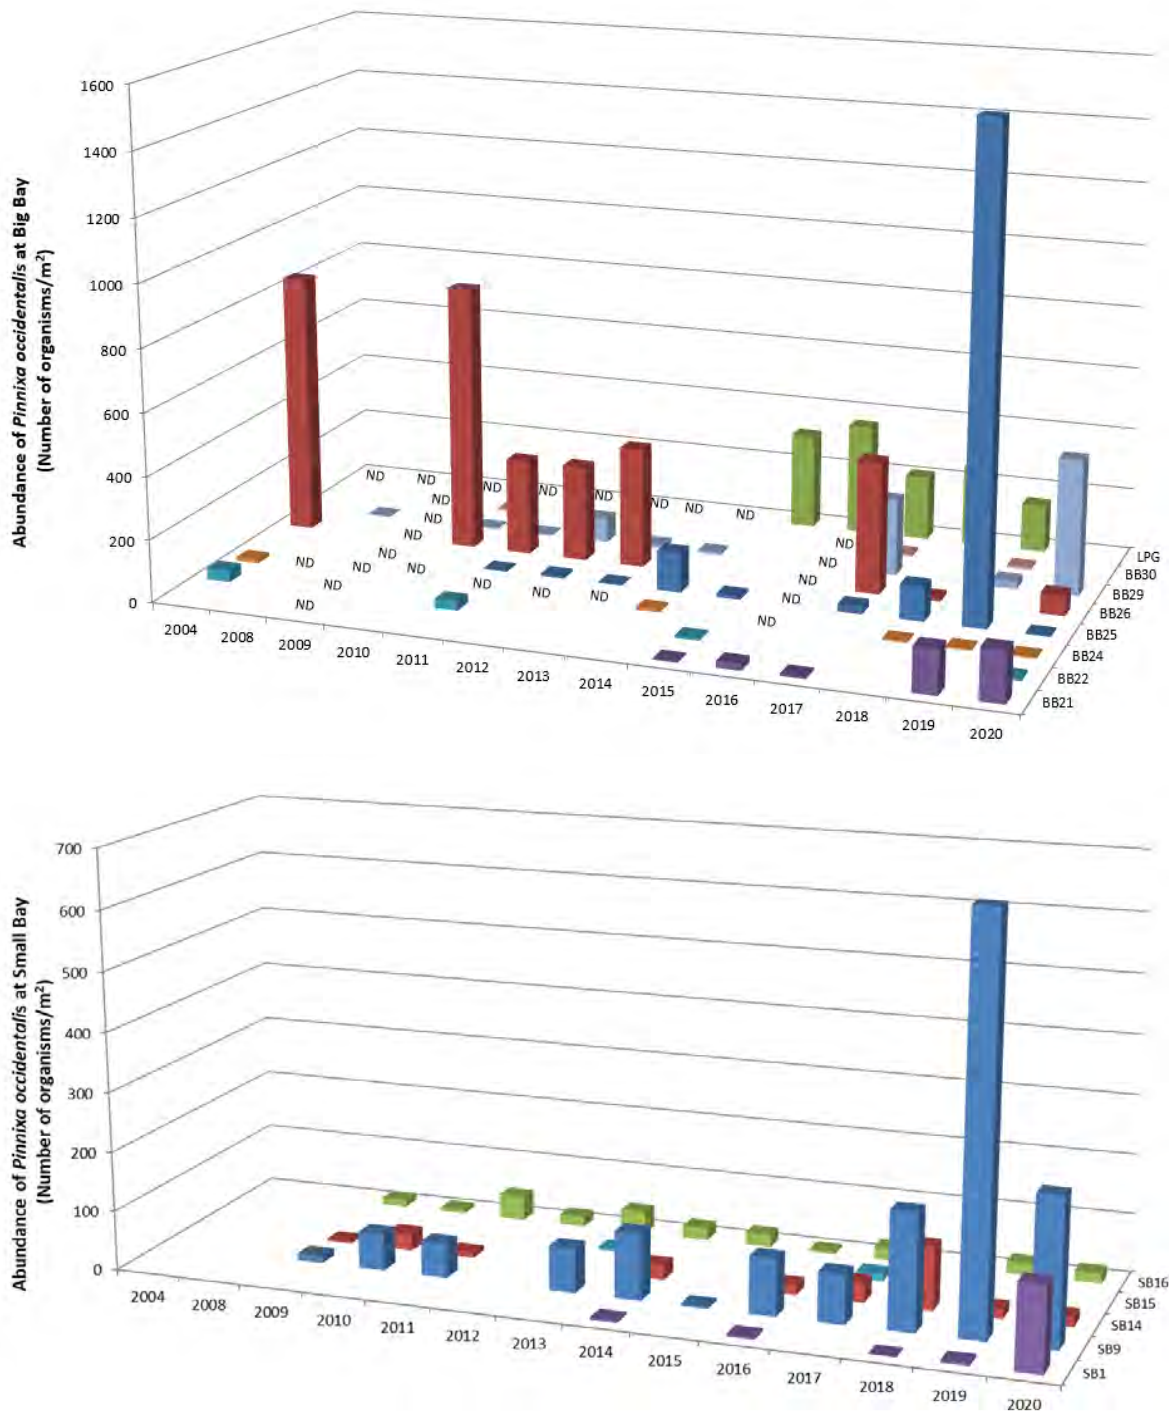 Abundance of Pinnixa occidentalis at Big Bay
(Number of organisms/m²)
1600
1400
1200
1000
800
600
400
200
0
ND ND ND ND ND ND ND ND
ND
ND
ND
ND ND ND
ND ND ND
ND ND ND
ND
ND
ND
ND
ND
ND
2004
2008
2009
2010
2011
2012
2013
2014
2015
2016
2017
2018
2019
2020
LPG
BB30
BB29
BB26
BB25
BB24
BB22
BB21
Abundance of Pinnixa occidentalis at Small Bay
(Number of organisms/m²)
700
600
500
400
300
200
100
0
2004
2008
2009
2010
2011
2012
2013
2014
2015
2016
2017
2018
2019
2020
SB16
SB15
SB14
SB9
SB1